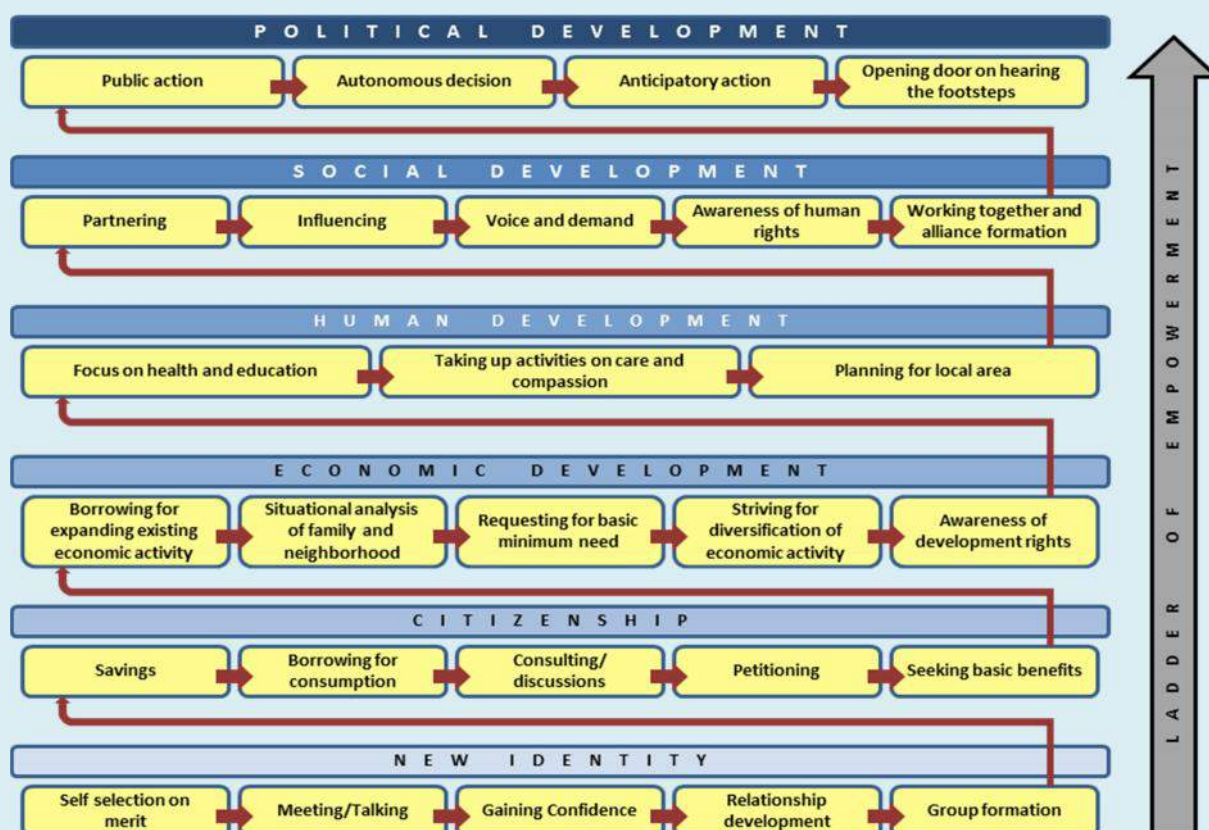 POLITICAL DEVELOPMENT
Public action
Autonomous decision
Anticipatory action
Opening door on hearing
the footsteps
SOCIAL DEVELOPMENT
Partnering
Influencing
Voice and demand
Awareness of human
rights
Working together and
alliance formation
HUMAN DEVELOPMENT
Focus on health and education
Taking up activities on care and
compassion
Planning for local area
ECONOMIC DEVELOPMENT
Borrowing for
expanding existing
economic activity
Situational analysis
of family and
neighborhood
Requesting for basic
minimum need
Striving for
diversification of
economic activity
Awareness of
development rights
CITIZENSHIP
Savings
Borrowing for
consumption
Consulting/
discussions
Petitioning
Seeking basic benefits
NEW IDENTITY
Self selection on
merit
Meeting/Talking
Gaining Confidence
Relationship
development
Group formation
LADDER OF EMPOWERMENT